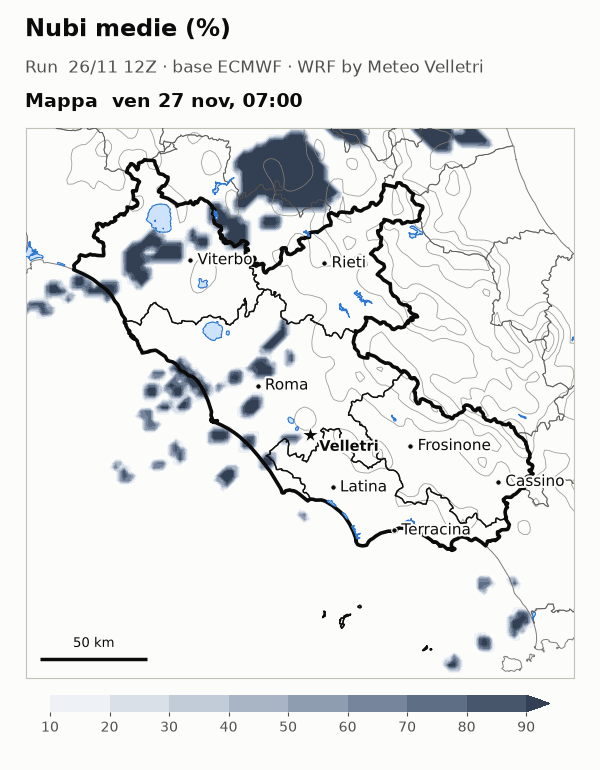 Nubi medie (%)
Run  26/11 12Z · base ECMWF · WRF by Meteo Velletri
Mappa  ven 27 nov, 07:00
Viterbo
Rieti
Roma
Velletri
Frosinone
Cassino
Latina
Terracina
50 km
10 20 30 40 50 60 70 80 90